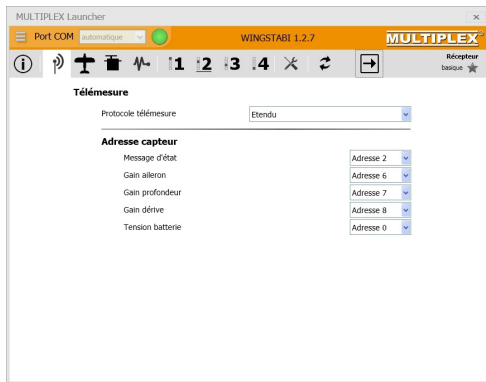 MULTIPLEX Launcher
Port COM automatique WINGSTABI 1.2.7 MULTIPLEX
1 2 3 4 Récepteur
basique
Télémesure
Protocole télémesure Etendu
Adresse capteur
Message d'état Adresse 2
Gain aileron Adresse 6
Gain profondeur Adresse 7
Gain dérive Adresse 8
Tension batterie Adresse 0